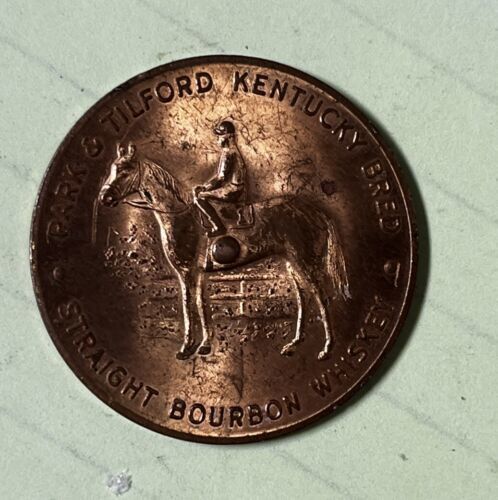 PARK & TILFORD KENTUCKY BRED
STRAIGHT BOURBON WHISKEY